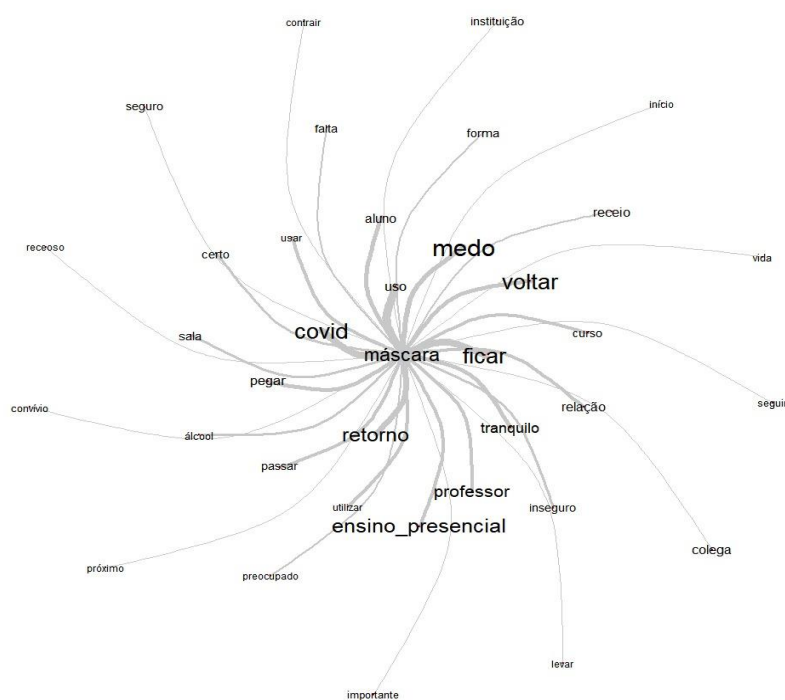 contrair
instituição
seguro
início
falta
forma
aluno
receio
usar
medo
receoso
certo
vida
uso
voltar
covid
sala
curso
máscara
ficar
pegar
convívio
seguir
relação
álcool
retorno
tranquilo
passar
professor
utilizar
inseguro
ensino_presencial
colega
próximo
preocupado
levar
importante